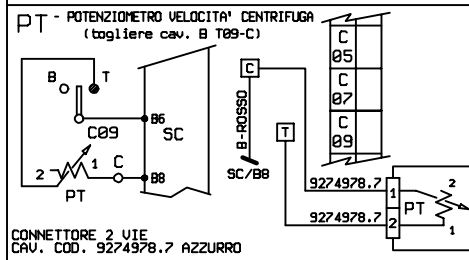 PT - POTENZIOMETRO VELOCITA' CENTRIFUGA
(togliere cav. B T09-C)
B
T
C09
B6
SC
2
1
C
B8
PT
C
T
B-ROSSO
SC/B8
C
05
C
07
C
09
9274978.7
1
PT
2
9274978.7
2
1
CONNETTORE 2 VIE
CAV. COD. 9274978.7 AZZURRO